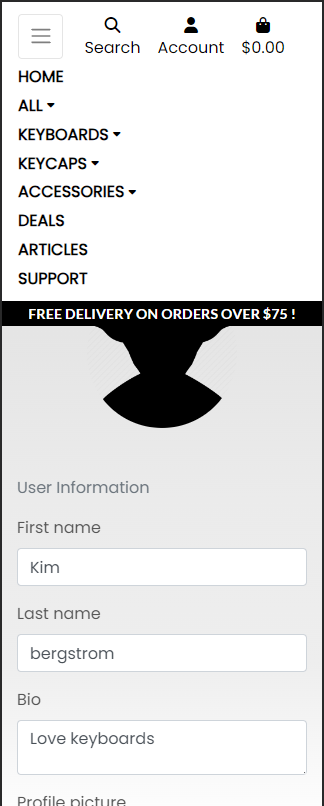 Search Account $0.00
HOME
ALL
KEYBOARDS
KEYCAPS
ACCESSORIES
DEALS
ARTICLES
SUPPORT
FREE DELIVERY ON ORDERS OVER $75 !
User Information
First name
Kim
Last name
bergstrom
Bio
Love keyboards
Profile picture